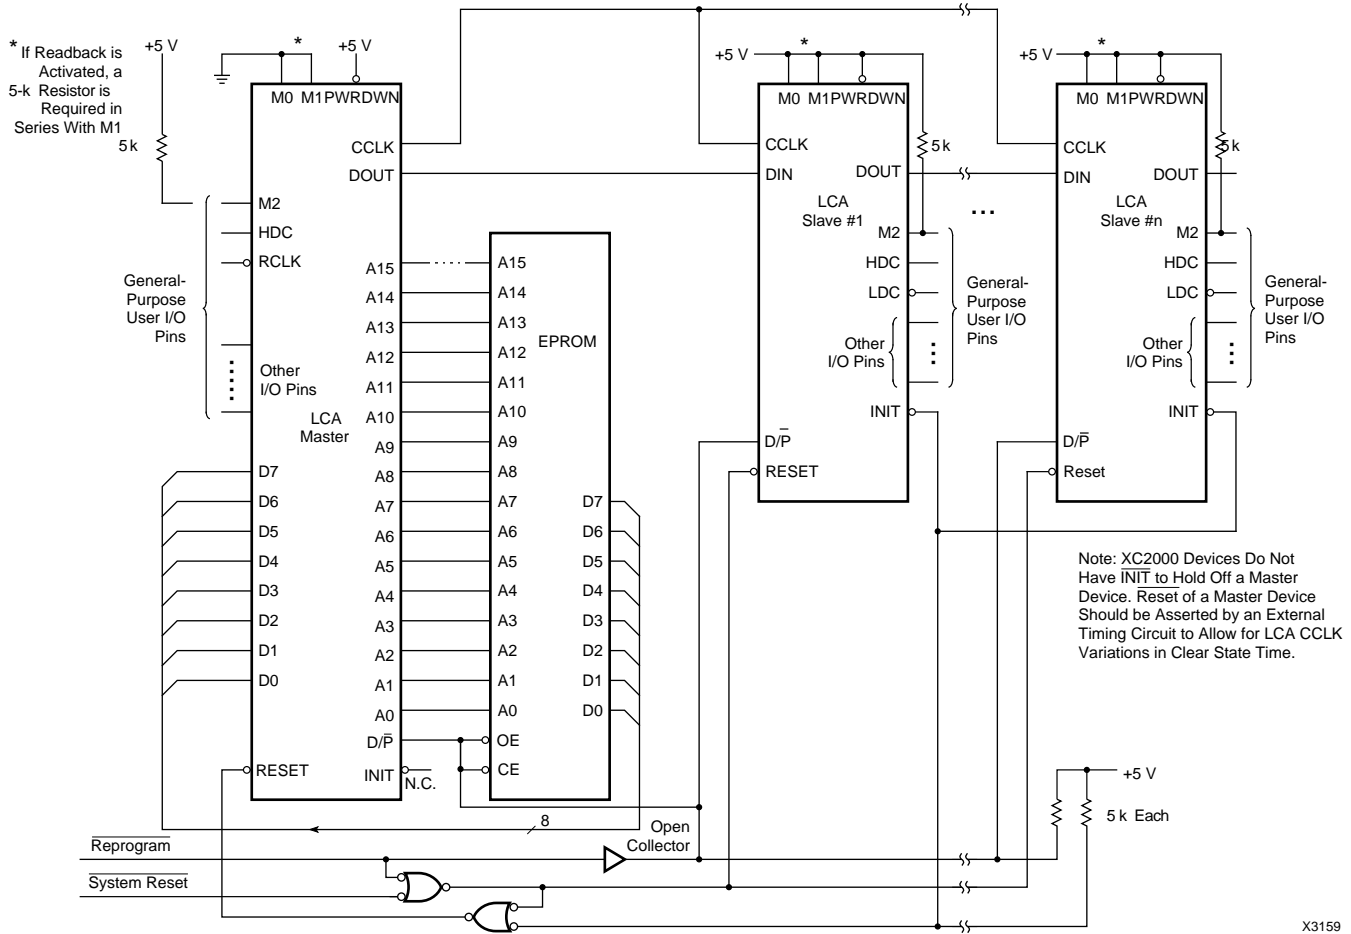 * If Readback is
Activated, a
5-k Resistor is
Required in
Series With M1
+5 V
5 k
*
+5 V
M0 M1 PWRDWN
CCLK
DOUT
M2
HDC
RCLK
General-
Purpose
User I/O
Pins
Other
I/O Pins
LCA
Master
A15
A14
A13
A12
A11
A10
A9
A8
A7
A6
A5
A4
A3
A2
A1
A0
D/P̅
INIT
N.C.
D7
D6
D5
D4
D3
D2
D1
D0
RESET
EPROM
A15
A14
A13
A12
A11
A10
A9
A8
A7
A6
A5
A4
A3
A2
A1
A0
OE
CE
D7
D6
D5
D4
D3
D2
D1
D0
8
+5 V
*
M0 M1 PWRDWN
5 k
CCLK
DIN
DOUT
LCA
Slave #1
M2
HDC
LDC
Other
I/O Pins
General-
Purpose
User I/O
Pins
INIT
D/P̅
RESET
...
+5 V
*
M0 M1 PWRDWN
5k
CCLK
DIN
DOUT
LCA
Slave #n
M2
HDC
LDC
Other
I/O Pins
General-
Purpose
User I/O
Pins
INIT
D/P̅
Reset
Note: XC2000 Devices Do Not
Have I̅N̅I̅T̅ to Hold Off a Master
Device. R̅e̅s̅e̅t̅ of a Master Device
Should be Asserted by an External
Timing Circuit to Allow for LCA CCLK
Variations in Clear State Time.
+5 V
5 k Each
R̅e̅p̅r̅o̅g̅r̅a̅m̅
Open
Collector
S̅y̅s̅t̅e̅m̅ ̅R̅e̅s̅e̅t̅
X3159